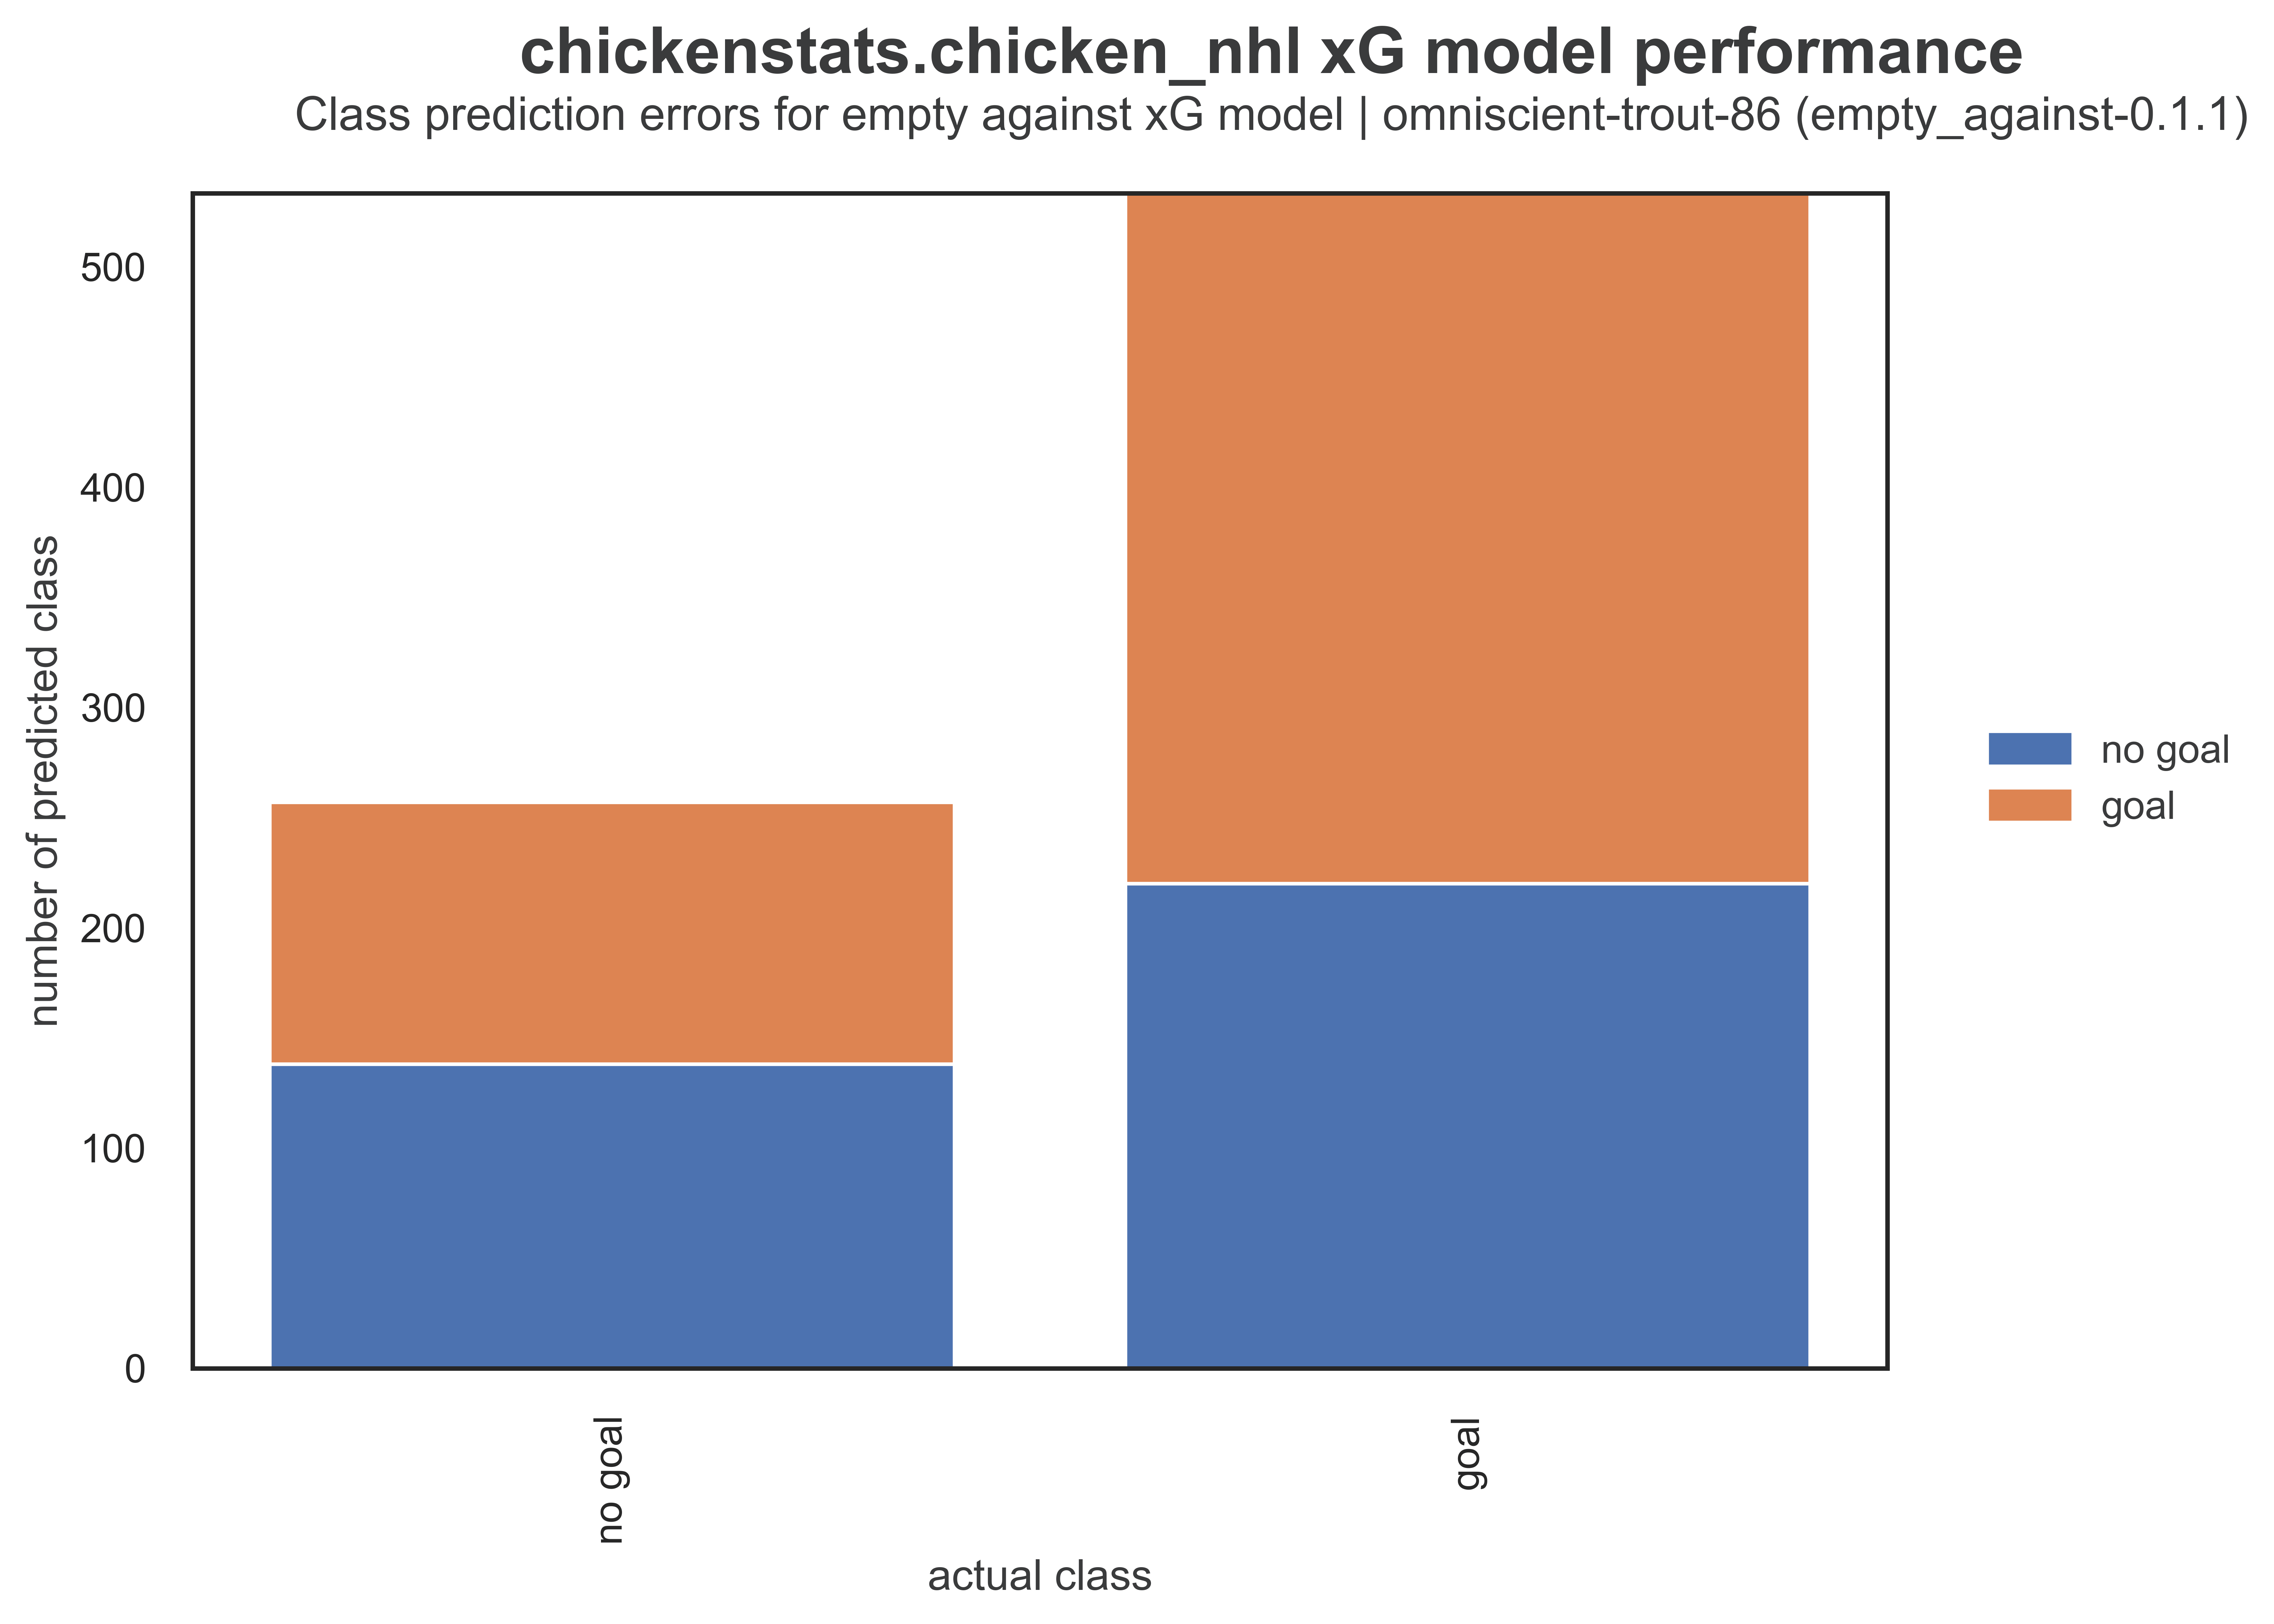 chickenstats.chicken_nhl xG model performance
Class prediction errors for empty against xG model | omniscient-trout-86 (empty_against-0.1.1)
number of predicted class
500
400
300
200
100
0
no goal
goal
actual class
no goal
goal